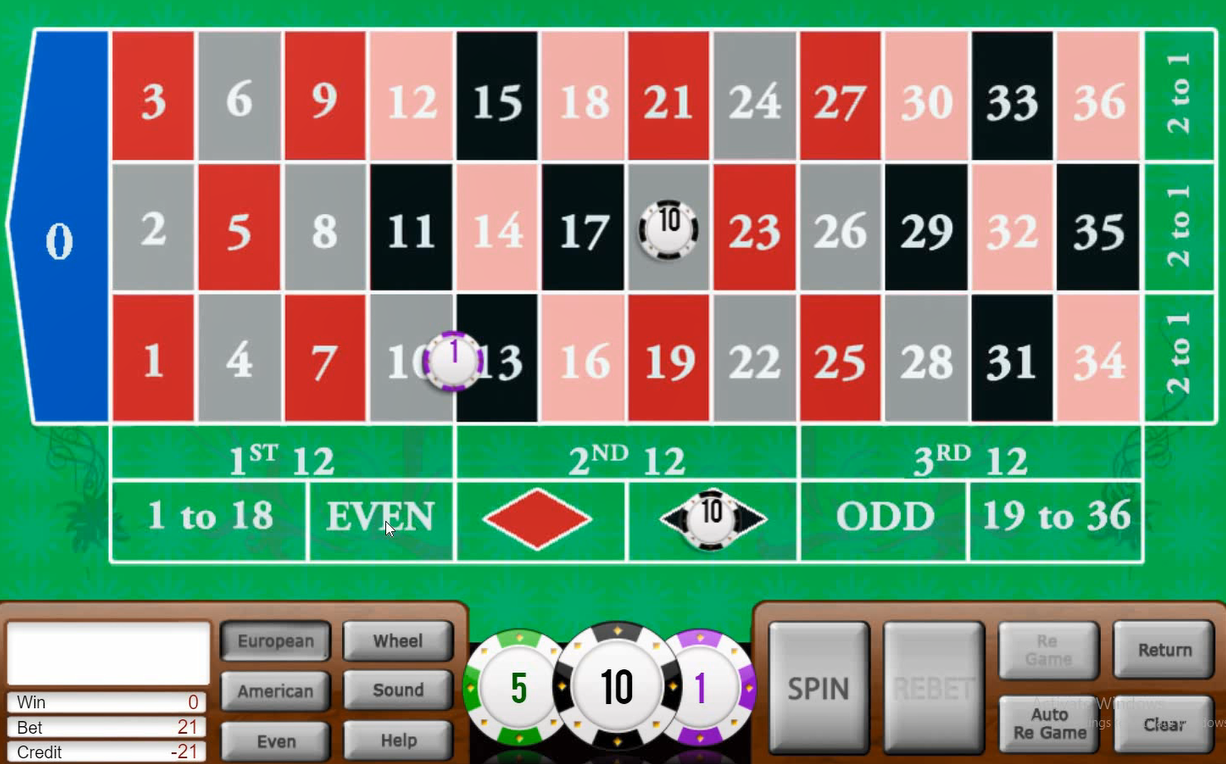 3 6 9 12 15 18 21 24 27 30 33 36 2 to 1
0 2 5 8 11 14 17 10 23 26 29 32 35 2 to 1
1 4 7 10 1 13 16 19 22 25 28 31 34 2 to 1
1ST 12 2ND 12 3RD 12
1 to 18 EVEN 10 ODD 19 to 36
European Wheel
American Sound
Even Help
Win 0
Bet 21
Credit -21
5 10 1
SPIN REBET
Re
Game
Return
Auto
Re Game
Clear
Activate Windows